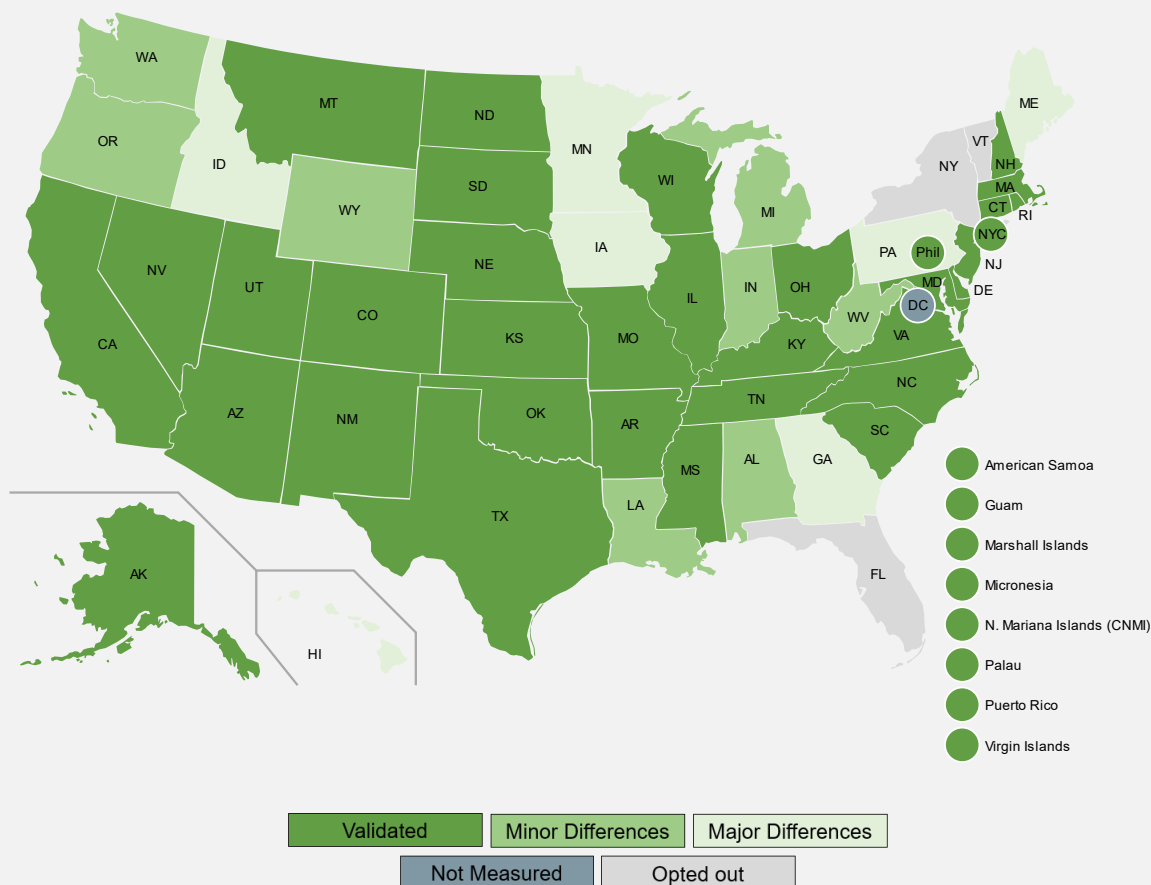 WA
MT
ND
ME
OR
ID
MN
VT
NH
NY
SD
WI
MA
WY
MI
CT
RI
NYC
IA
PA
Phil
NE
NJ
NV
UT
IL
IN
OH
MD
DE
DC
CO
WV
VA
CA
KS
MO
KY
NC
TN
AZ
NM
OK
AR
SC
MS
AL
GA
LA
TX
AK
FL
HI
American Samoa
Guam
Marshall Islands
Micronesia
N. Mariana Islands (CNMI)
Palau
Puerto Rico
Virgin Islands
Validated
Minor Differences
Major Differences
Not Measured
Opted out